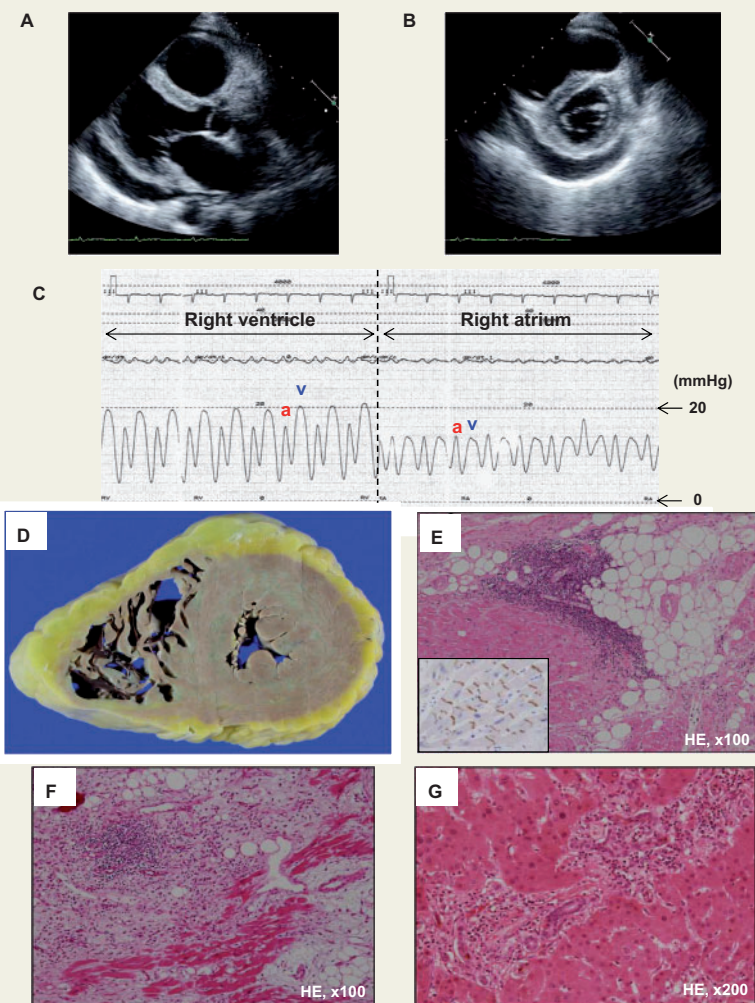 A
B
C
Right ventricle
Right atrium
(mmHg)
v
a
v
a
20
0
D
E
HE, x100
F
HE, x100
G
HE, x200